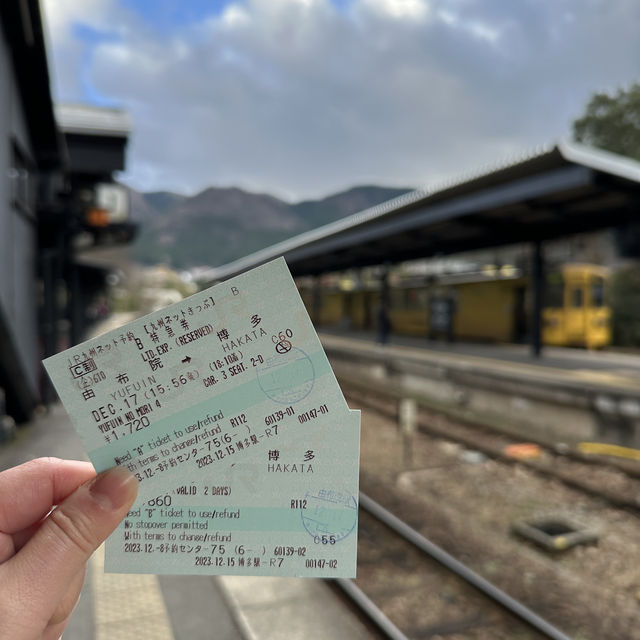 JR九州ネット予約 【九州ネットきっぷ】 B
B特急券
LTD.EXP. (RESERVED)
C制
由布院 → 博多
YUFUIN HAKATA
C60
DEC.17 (15:56発) (18:10着)
YUFUIN NO MORI 4 CAR. 3 SEAT. 2-D
¥1,720
Need "A" ticket to use/refund
With terms to change/refund R112
2023.12.-8予約センター75(6- ) 60139-01
2023.12.15博多駅-R7 00147-01
博多
HAKATA
VALID 2 DAYS)
860
Need "B" ticket to use/refund R112
No stopover permitted
With terms to change/refund
055
2023.12.-8予約センター75 (6- ) 60139-02
2023.12.15博多駅-R7 00147-02